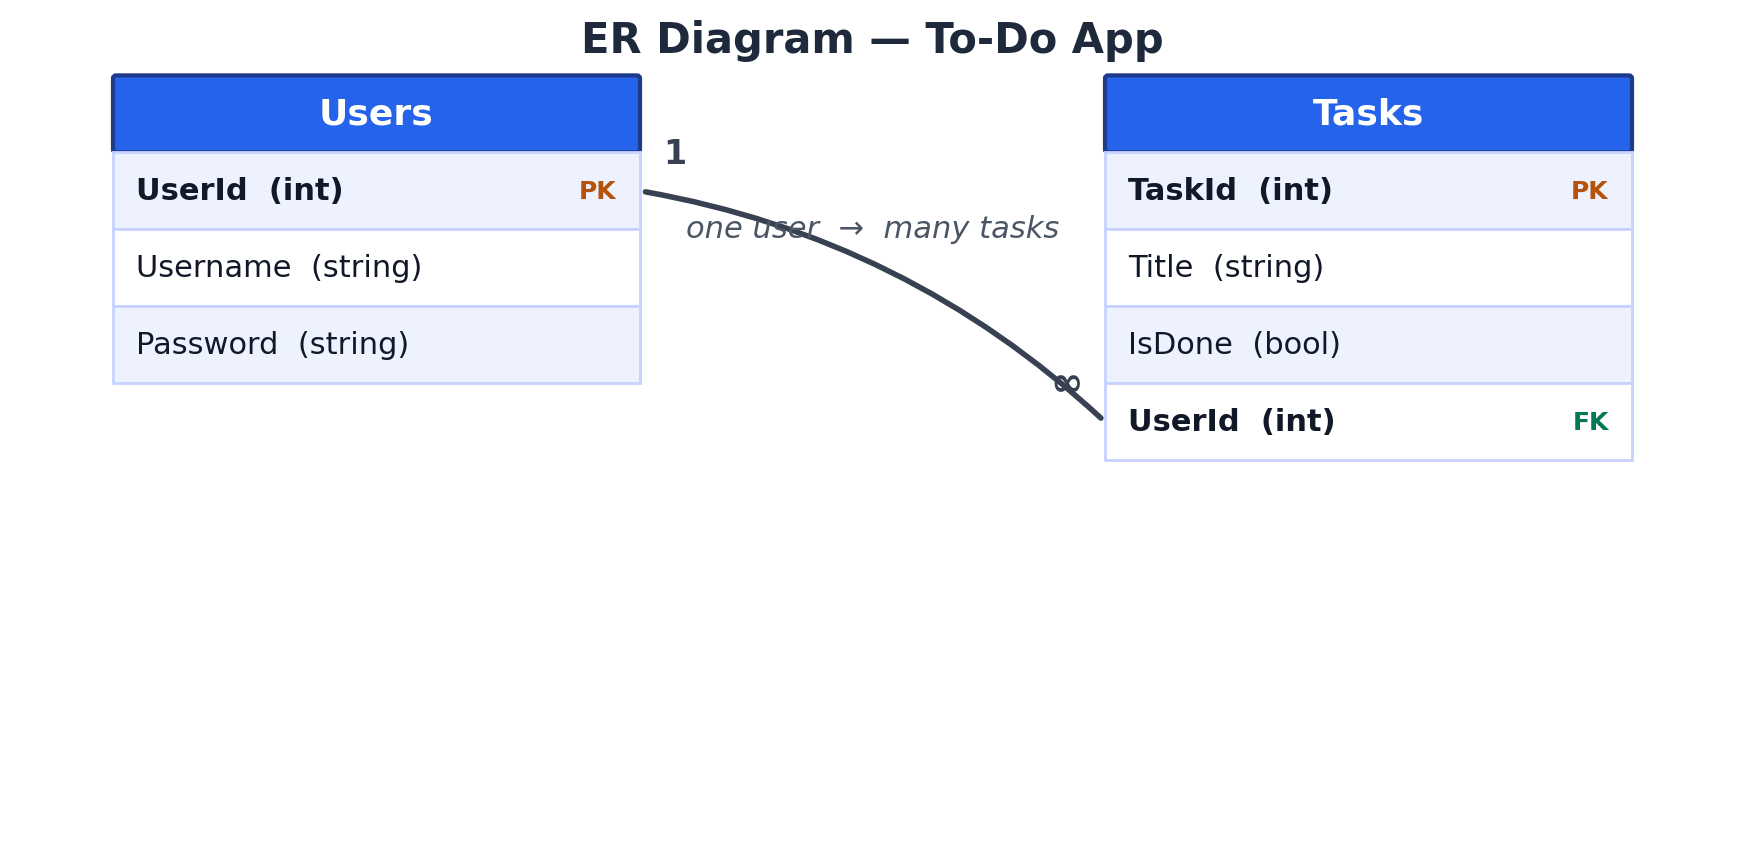 ER Diagram — To-Do App
Users
UserId (int) PK
Username (string)
Password (string)
1
one user → many tasks
∞
Tasks
TaskId (int) PK
Title (string)
IsDone (bool)
UserId (int) FK